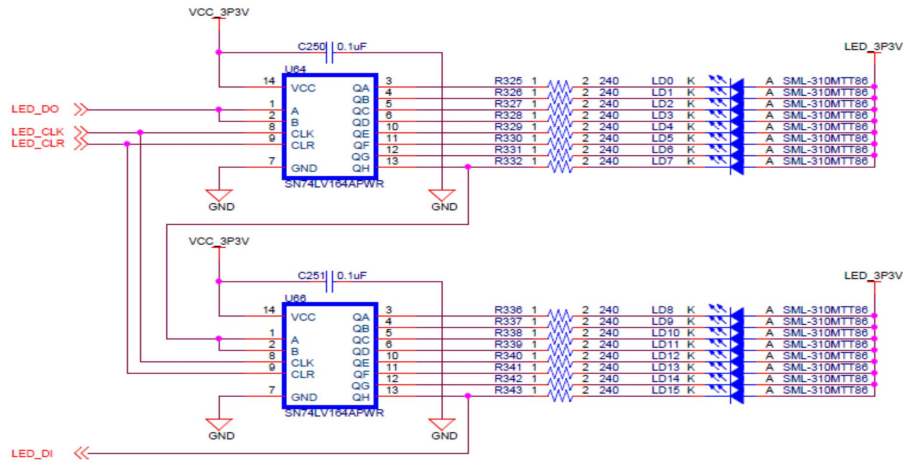 VCC_3P3V
C250 0.1uF
LED_3P3V
U64
14 VCC QA 3 R325 1 2 240 LD0 K A SML-310MTT86
QB 4 R326 1 2 240 LD1 K A SML-310MTT86
LED_DO 1 A QC 5 R327 1 2 240 LD2 K A SML-310MTT86
2 B QD 6 R328 1 2 240 LD3 K A SML-310MTT86
LED_CLK 8 CLK QE 10 R329 1 2 240 LD4 K A SML-310MTT86
LED_CLR 9 CLR QF 11 R330 1 2 240 LD5 K A SML-310MTT86
QG 12 R331 1 2 240 LD6 K A SML-310MTT86
7 GND QH 13 R332 1 2 240 LD7 K A SML-310MTT86
SN74LV164APWR
GND GND
VCC_3P3V
C251 0.1uF
LED_3P3V
U66
14 VCC QA 3 R336 1 2 240 LD8 K A SML-310MTT86
QB 4 R337 1 2 240 LD9 K A SML-310MTT86
1 A QC 5 R338 1 2 240 LD10 K A SML-310MTT86
2 B QD 6 R339 1 2 240 LD11 K A SML-310MTT86
8 CLK QE 10 R340 1 2 240 LD12 K A SML-310MTT86
9 CLR QF 11 R341 1 2 240 LD13 K A SML-310MTT86
QG 12 R342 1 2 240 LD14 K A SML-310MTT86
7 GND QH 13 R343 1 2 240 LD15 K A SML-310MTT86
SN74LV164APWR
GND GND
LED_DI